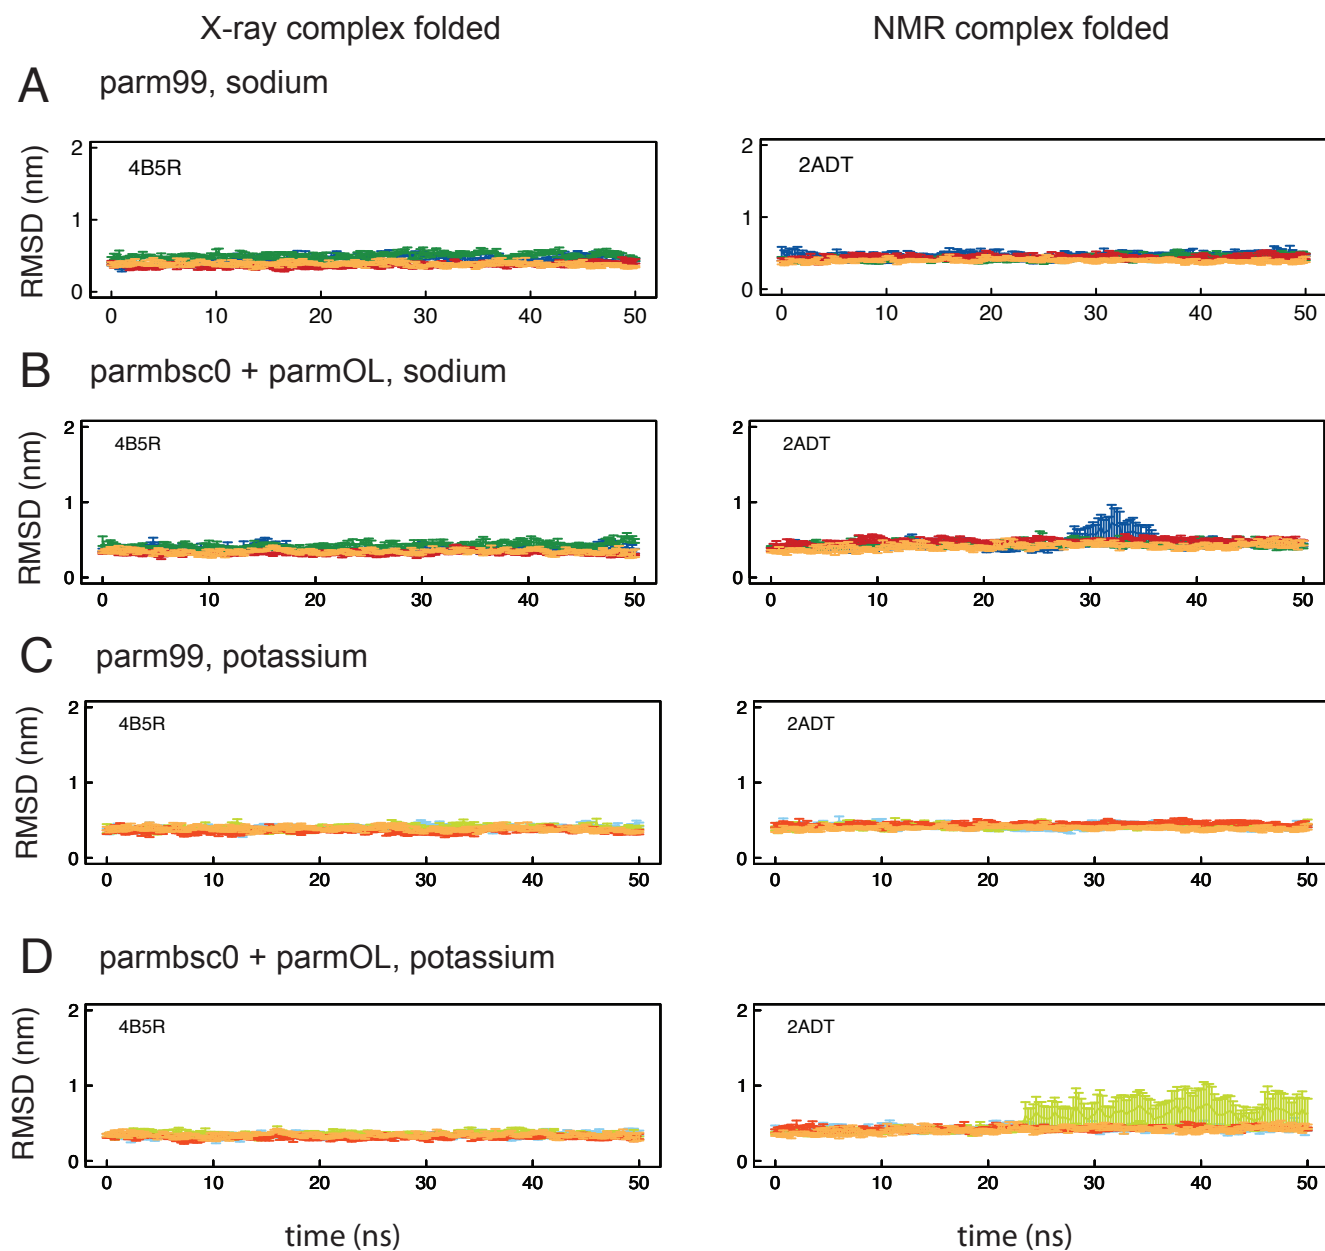 X-ray complex folded
NMR complex folded
A
parm99, sodium
RMSD (nm)
2
1
0
4B5R
0 10 20 30 40 50
2
1
0
2ADT
0 10 20 30 40 50
B
parmbsc0 + parmOL, sodium
RMSD (nm)
2
1
0
4B5R
0 10 20 30 40 50
2
1
0
2ADT
0 10 20 30 40 50
C
parm99, potassium
RMSD (nm)
2
1
0
4B5R
0 10 20 30 40 50
2
1
0
2ADT
0 10 20 30 40 50
D
parmbsc0 + parmOL, potassium
RMSD (nm)
2
1
0
4B5R
0 10 20 30 40 50
2
1
0
2ADT
0 10 20 30 40 50
time (ns)
time (ns)